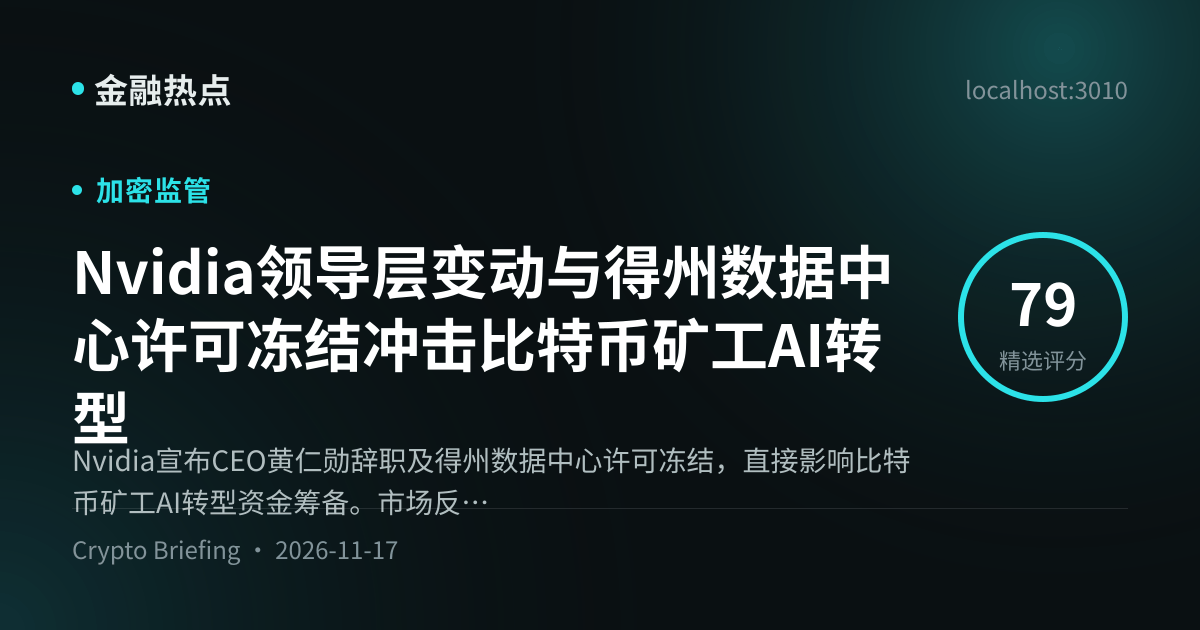 金融热点
localhost:3010
加密监管
Nvidia领导层变动与得州数据中
心许可冻结冲击比特币矿工AI转
型
79
精选评分
Nvidia宣布CEO黄仁勋辞职及得州数据中心许可冻结，直接影响比特
币矿工AI转型资金筹备。市场反…
Crypto Briefing · 2026-11-17